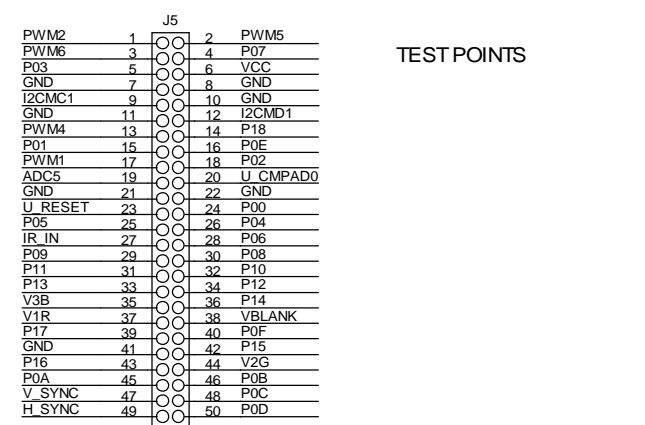 J5
PWM2 1 2 PWM5
PWM6 3 4 P07
P03 5 6 VCC
GND 7 8 GND
I2CMC1 9 10 GND
GND 11 12 I2CMD1
PWM4 13 14 P18
P01 15 16 P0E
PWM1 17 18 P02
ADC5 19 20 U_CMPAD0
GND 21 22 GND
U_RESET 23 24 P00
P05 25 26 P04
IR_IN 27 28 P06
P09 29 30 P08
P11 31 32 P10
P13 33 34 P12
V3B 35 36 P14
V1R 37 38 VBLANK
P17 39 40 P0F
GND 41 42 P15
P16 43 44 V2G
P0A 45 46 P0B
V_SYNC 47 48 P0C
H_SYNC 49 50 P0D
TEST POINTS